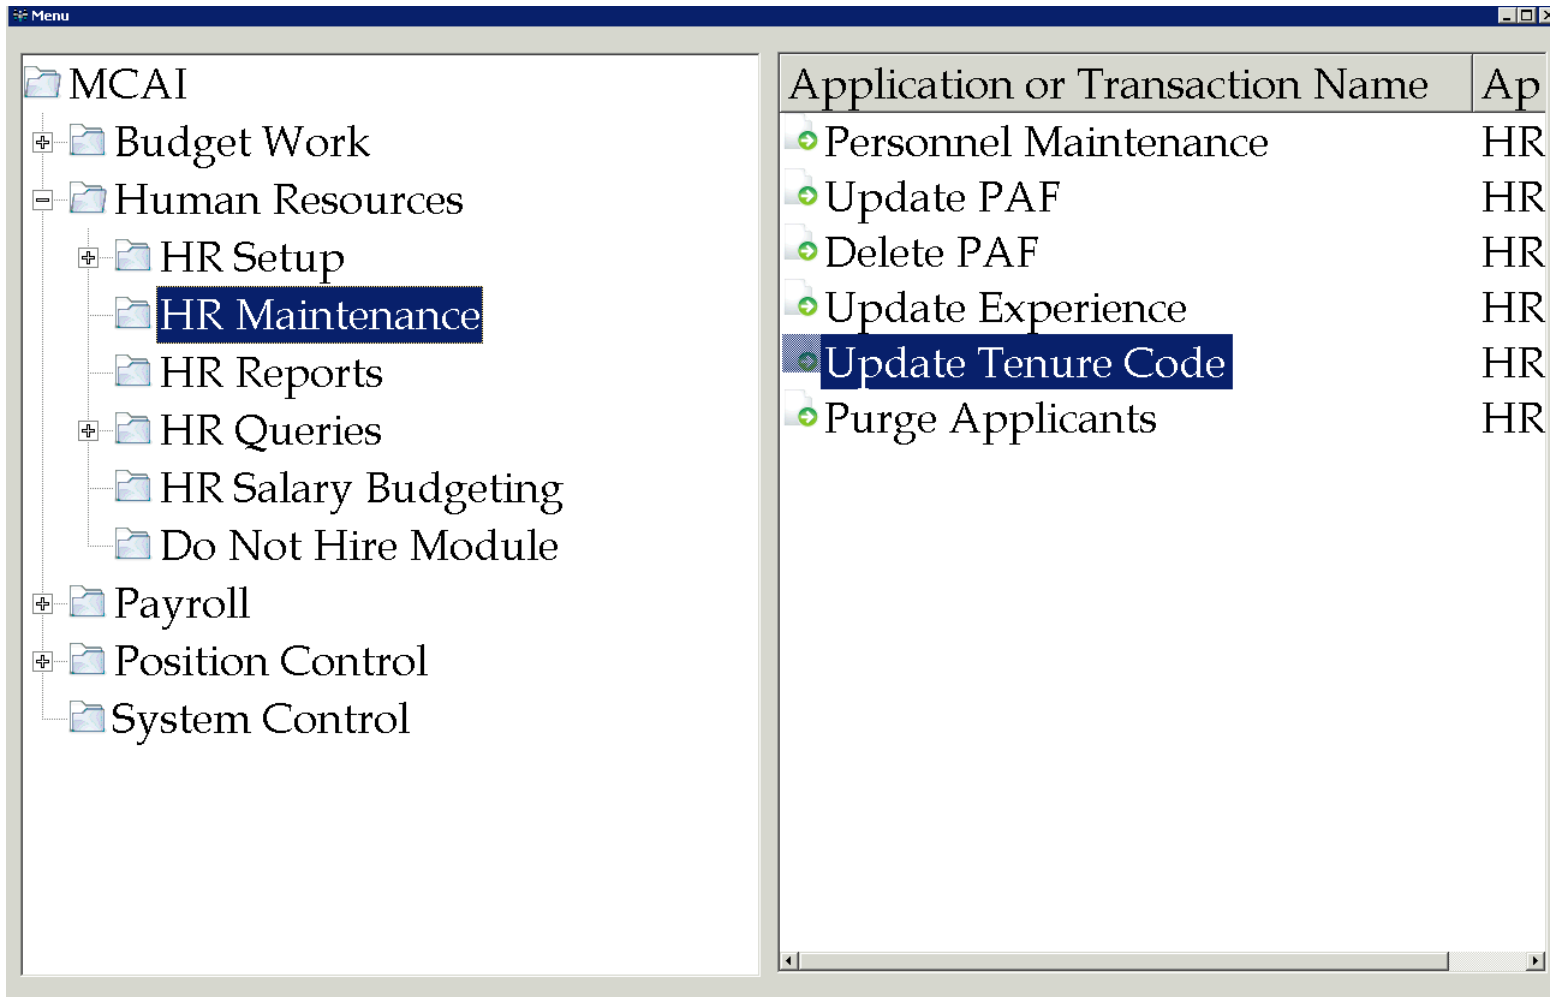 Menu
MCAI
Budget Work
Human Resources
HR Setup
HR Maintenance
HR Reports
HR Queries
HR Salary Budgeting
Do Not Hire Module
Payroll
Position Control
System Control
Application or Transaction Name Ap
Personnel Maintenance HR
Update PAF HR
Delete PAF HR
Update Experience HR
Update Tenure Code HR
Purge Applicants HR